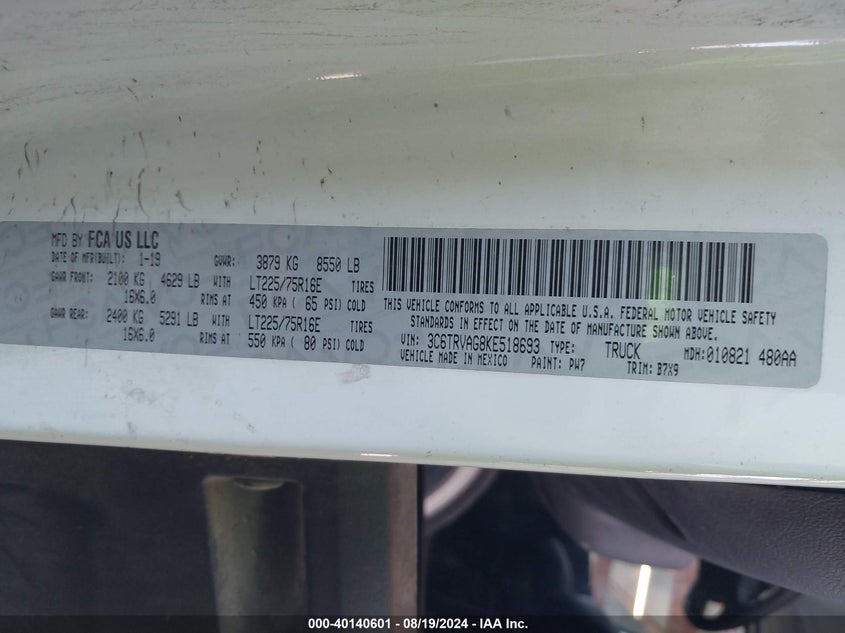 MFD BY FCA US LLC
DATE OF MFR(BUILT): 1-19 GVWR: 3879 KG 8550 LB
GAWR FRONT: 2100 KG 4629 LB WITH LT225/75R16E TIRES
16X6.0 RIMS AT 450 KPA ( 65 PSI) COLD
GAWR REAR: 2400 KG 5291 LB WITH LT225/75R16E TIRES
16X6.0 RIMS AT 550 KPA ( 80 PSI) COLD
THIS VEHICLE CONFORMS TO ALL APPLICABLE U.S.A. FEDERAL MOTOR VEHICLE SAFETY
STANDARDS IN EFFECT ON THE DATE OF MANUFACTURE SHOWN ABOVE.
VIN: 3C6TRVAG8KE518693 TYPE: TRUCK MDH:010821 480AA
VEHICLE MADE IN MEXICO PAINT: PW7 TRIM: B7X9
000-40140601 - 08/19/2024 - IAA Inc.